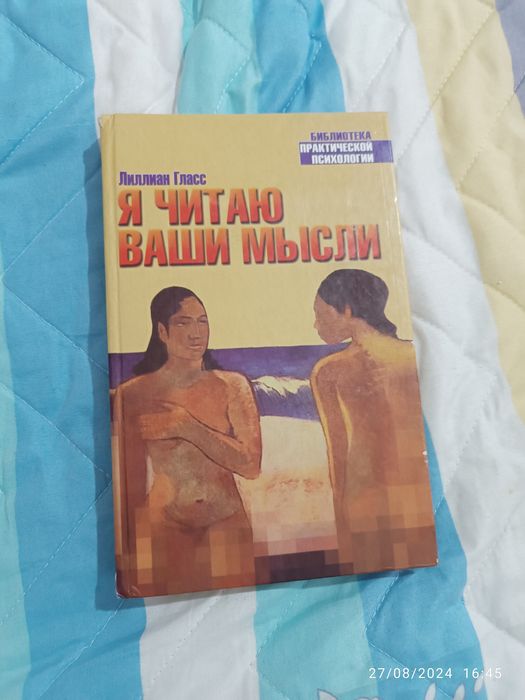 БИБЛИОТЕКА
ПРАКТИЧЕСКОЙ
ПСИХОЛОГИИ
Лиллиан Гласс
Я ЧИТАЮ
ВАШИ МЫСЛИ
27/08/2024 16:45